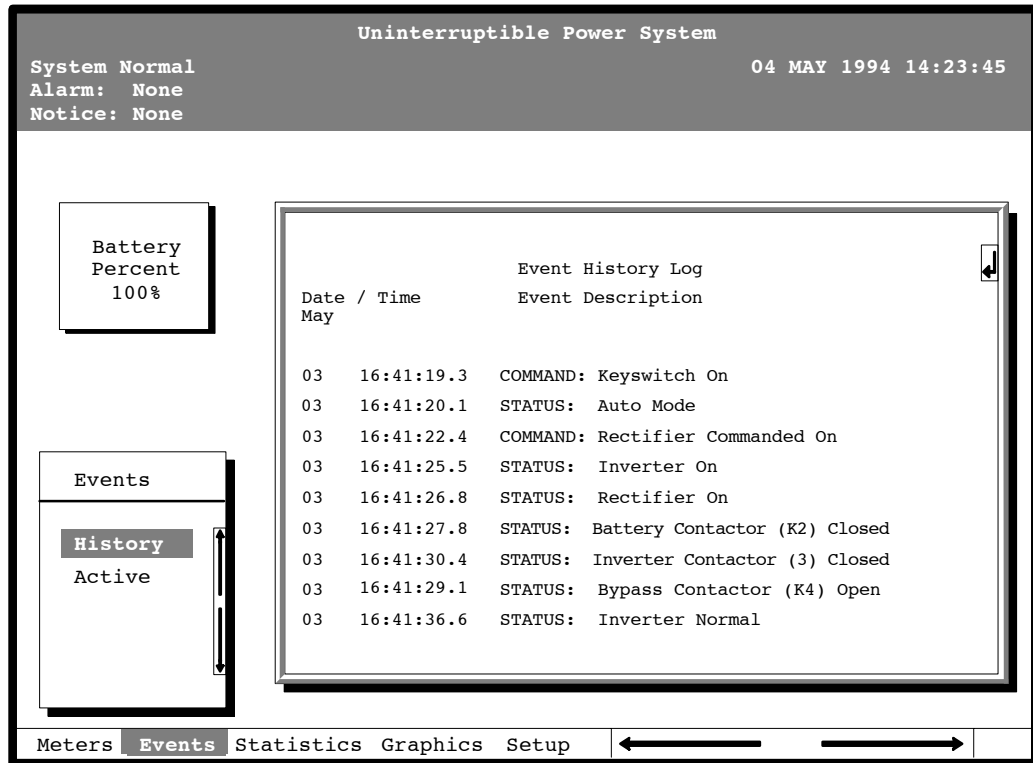 Uninterruptible Power System
System Normal 04 MAY 1994 14:23:45
Alarm: None
Notice: None
Battery
Percent
100%
Event History Log
Date / Time Event Description
May
03 16:41:19.3 COMMAND: Keyswitch On
03 16:41:20.1 STATUS: Auto Mode
03 16:41:22.4 COMMAND: Rectifier Commanded On
03 16:41:25.5 STATUS: Inverter On
03 16:41:26.8 STATUS: Rectifier On
03 16:41:27.8 STATUS: Battery Contactor (K2) Closed
03 16:41:30.4 STATUS: Inverter Contactor (3) Closed
03 16:41:29.1 STATUS: Bypass Contactor (K4) Open
03 16:41:36.6 STATUS: Inverter Normal
Events
History
Active
Meters Events Statistics Graphics Setup